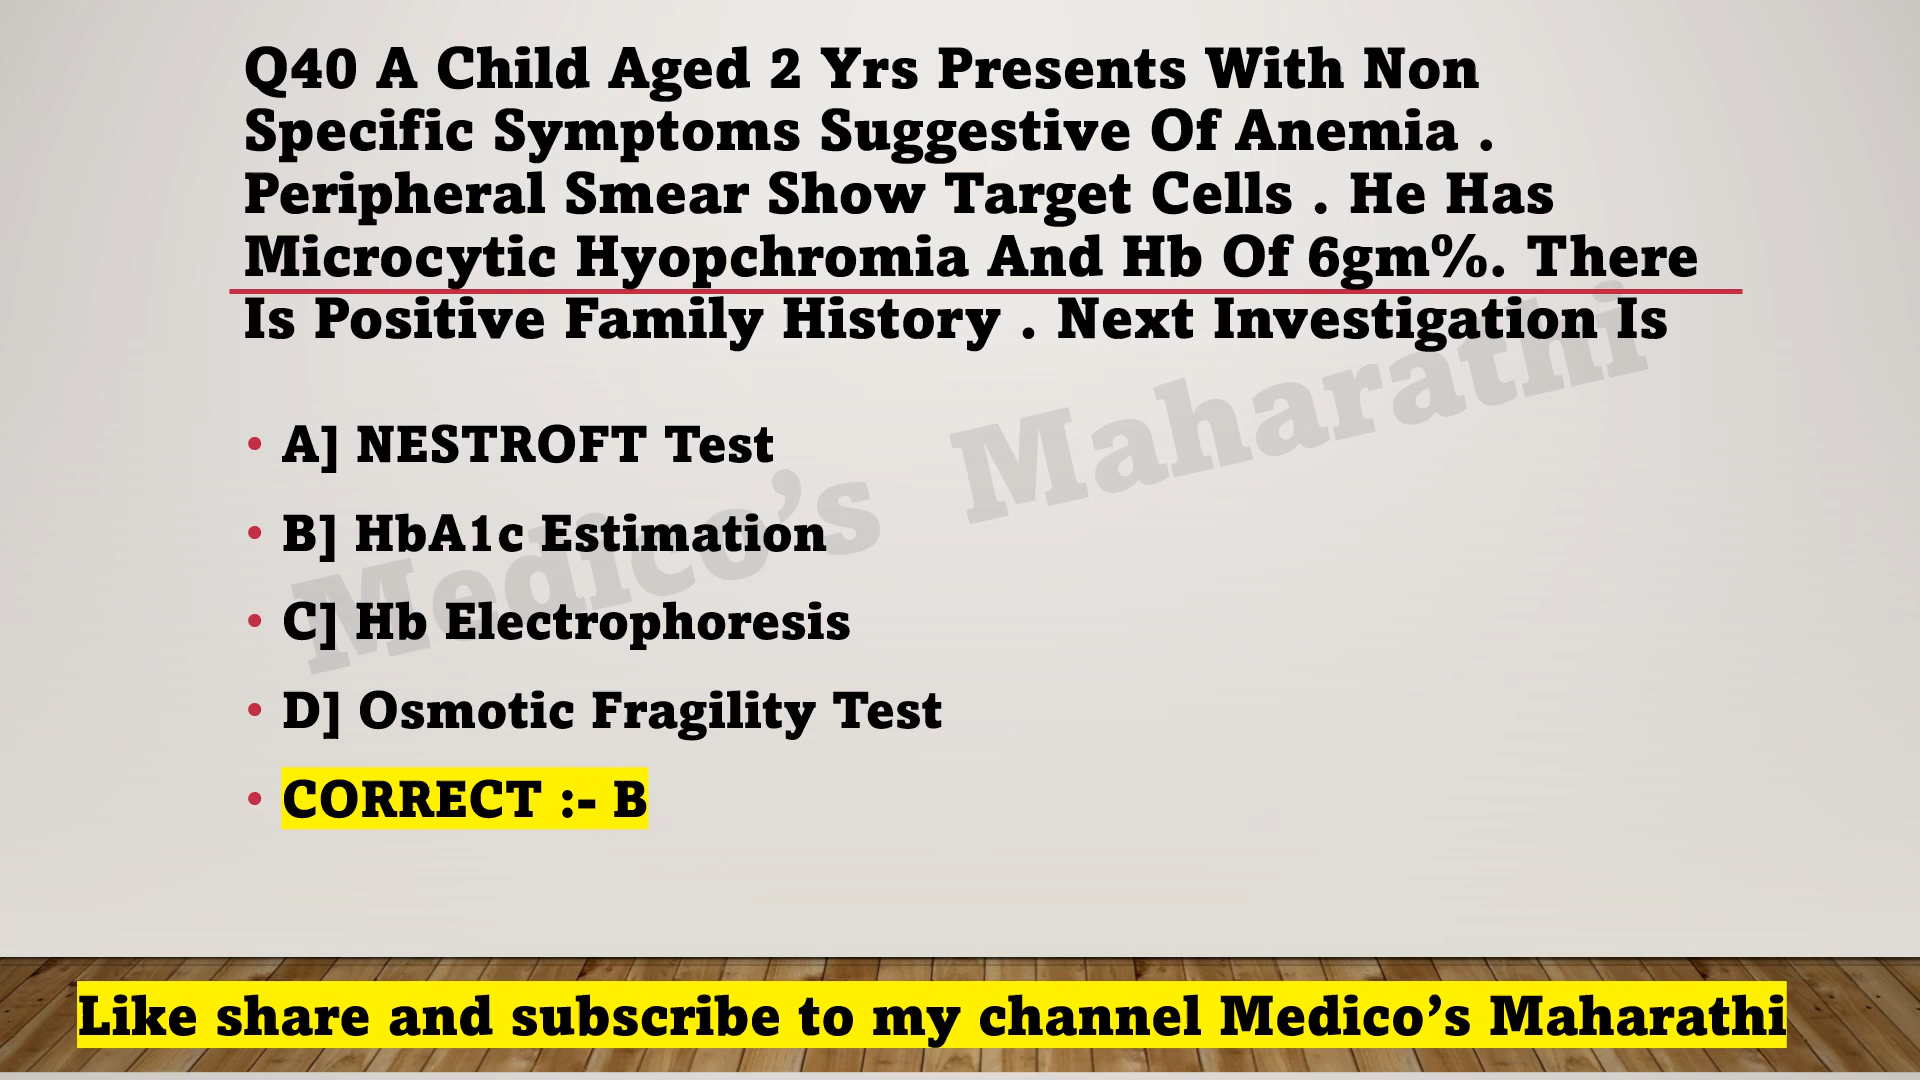 Q40 A Child Aged 2 Yrs Presents With Non
Specific Symptoms Suggestive Of Anemia .
Peripheral Smear Show Target Cells . He Has
Microcytic Hyopchromia And Hb Of 6gm%. There
Is Positive Family History . Next Investigation Is
• A] NESTROFT Test
• B] HbA1c Estimation
• C] Hb Electrophoresis
• D] Osmotic Fragility Test
• CORRECT :- B
Medico’s Maharathi
Like share and subscribe to my channel Medico’s Maharathi